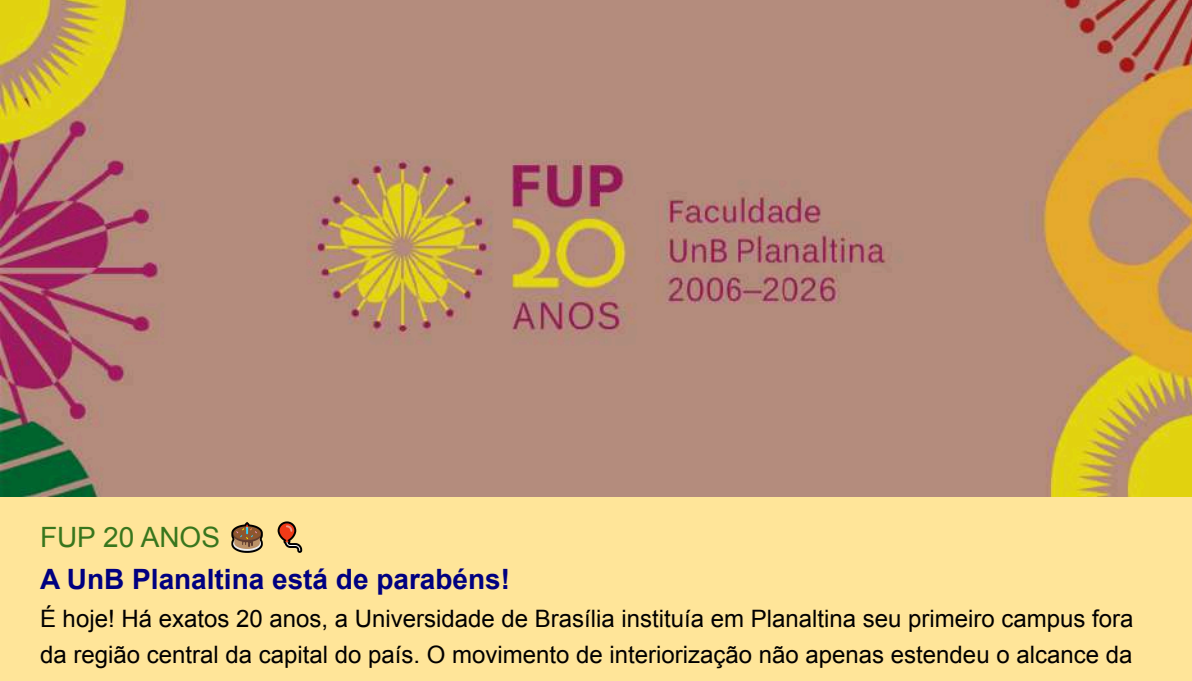 FUP
20
ANOS
Faculdade
UnB Planaltina
2006–2026
FUP 20 ANOS 🎂 🎈
A UnB Planaltina está de parabéns!
É hoje! Há exatos 20 anos, a Universidade de Brasília instituía em Planaltina seu primeiro campus fora
da região central da capital do país. O movimento de interiorização não apenas estendeu o alcance da